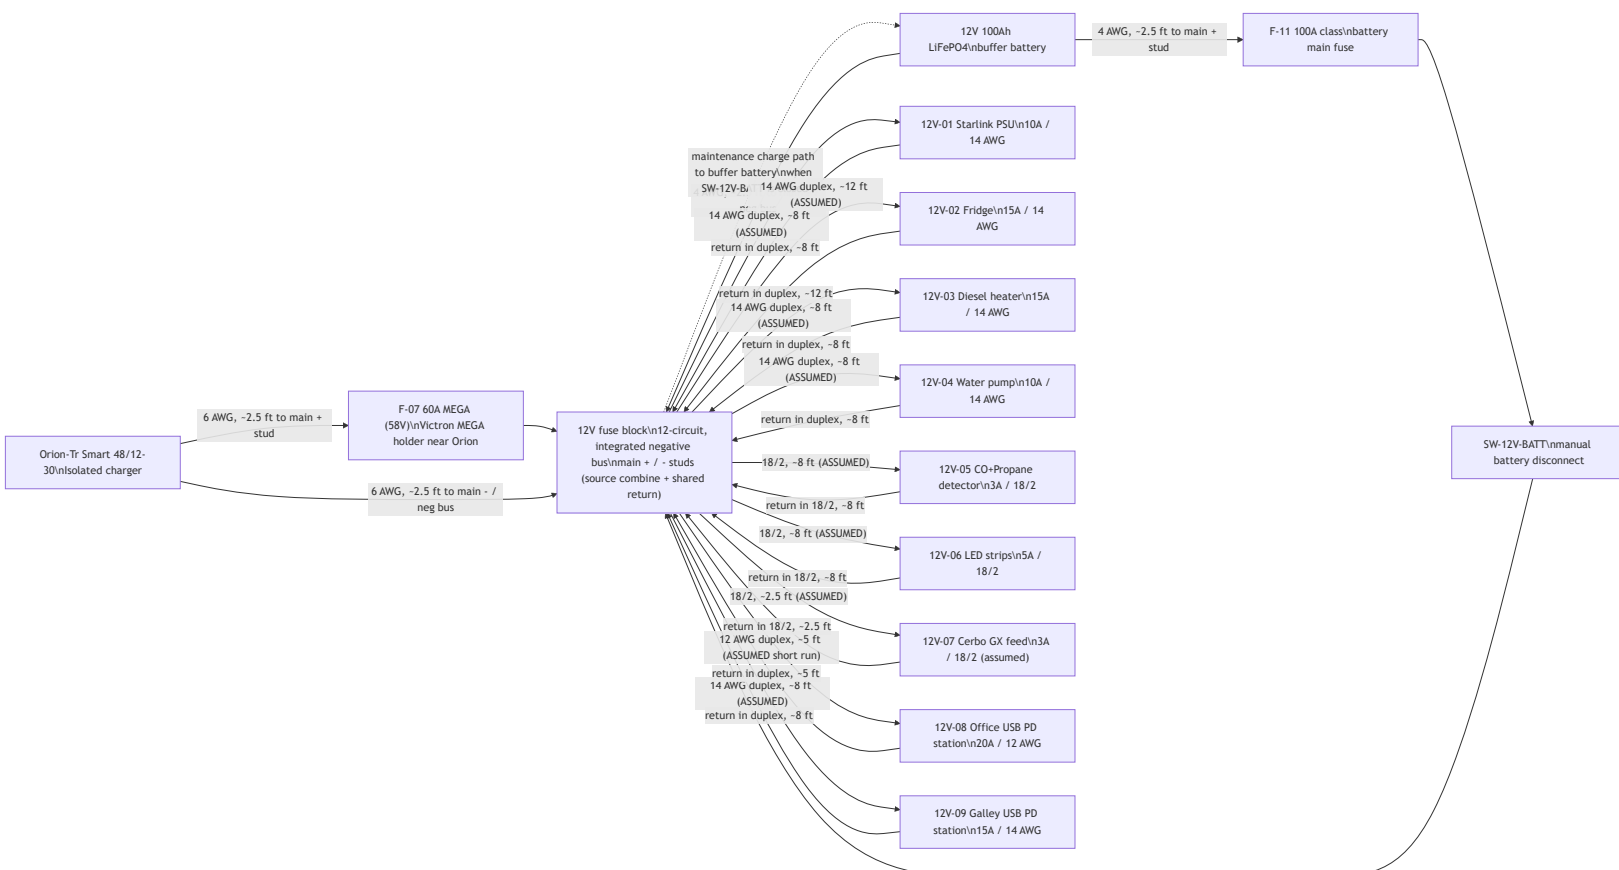 12V 100Ah
LiFePO4\nbuffer battery
4 AWG, ~2.5 ft to main +
stud
F-11 100A class\nbattery
main fuse
12V-01 Starlink PSU\n10A /
14 AWG
maintenance charge path
to buffer battery\nwhen
SW-12V-BA
14 AWG duplex, ~12 ft
(ASSUMED)
14 AWG duplex, ~8 ft
(ASSUMED)
return in duplex, ~8 ft
12V-02 Fridge\n15A / 14
AWG
return in duplex, ~12 ft
14 AWG duplex, ~8 ft
(ASSUMED)
12V-03 Diesel heater\n15A
/ 14 AWG
return in duplex, ~8 ft
14 AWG duplex, ~8 ft
(ASSUMED)
12V-04 Water pump\n10A /
14 AWG
return in duplex, ~8 ft
6 AWG, ~2.5 ft to main +
stud
F-07 60A MEGA
(58V)\nVictron MEGA
holder near Orion
Orion-Tr Smart 48/12-
30\nIsolated charger
6 AWG, ~2.5 ft to main - /
neg bus
12V fuse block\n12-circuit,
integrated negative
bus\nmain + / - studs
(source combine + shared
return)
18/2, ~8 ft (ASSUMED)
12V-05 CO+Propane
detector\n3A / 18/2
return in 18/2, ~8 ft
SW-12V-BATT\nmanual
battery disconnect
18/2, ~8 ft (ASSUMED)
12V-06 LED strips\n5A /
18/2
return in 18/2, ~8 ft
18/2, ~2.5 ft (ASSUMED)
return in 18/2, ~2.5 ft
12V-07 Cerbo GX feed\n3A
/ 18/2 (assumed)
12 AWG duplex, ~5 ft
(ASSUMED short run)
return in duplex, ~5 ft
14 AWG duplex, ~8 ft
(ASSUMED)
return in duplex, ~8 ft
12V-08 Office USB PD
station\n20A / 12 AWG
12V-09 Galley USB PD
station\n15A / 14 AWG